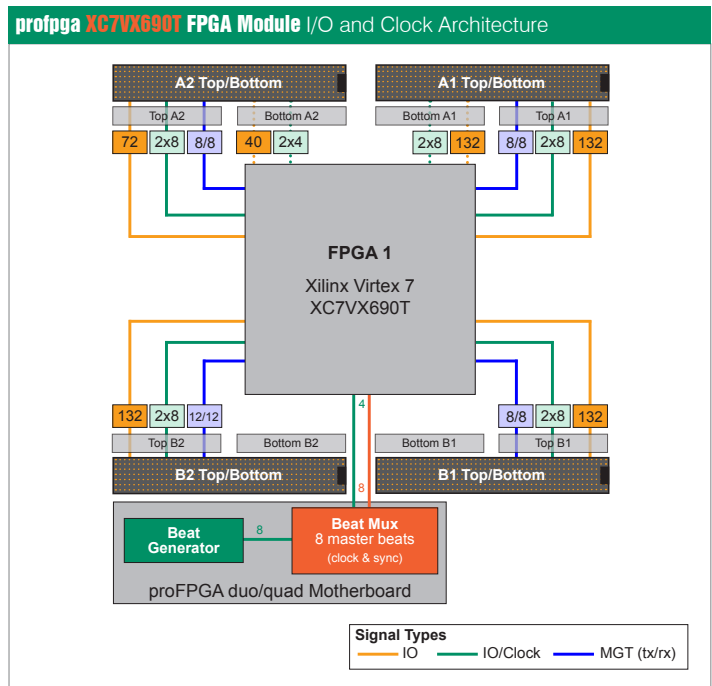 profpga XC7VX690T FPGA Module I/O and Clock Architecture
A2 Top/Bottom
A1 Top/Bottom
Top A2
Bottom A2
Bottom A1
Top A1
72
2x8
8/8
40
2x4
2x8
132
8/8
2x8
132
FPGA 1
Xilinx Virtex 7
XC7VX690T
4
132
2x8
12/12
8/8
2x8
132
Top B2
Bottom B2
Bottom B1
Top B1
B2 Top/Bottom
B1 Top/Bottom
8
Beat
Generator
8
Beat Mux
8 master beats
(clock & sync)
proFPGA duo/quad Motherboard
Signal Types
IO
IO/Clock
MGT (tx/rx)